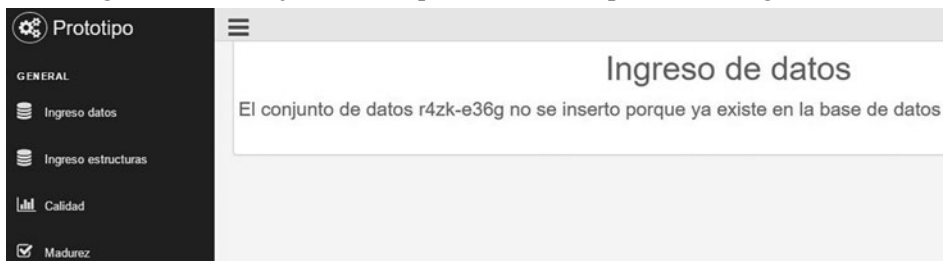 Prototipo
GENERAL
Ingreso datos
Ingreso estructuras
Calidad
Madurez
Ingreso de datos
El conjunto de datos r4zk-e36g no se inserto porque ya existe en la base de datos